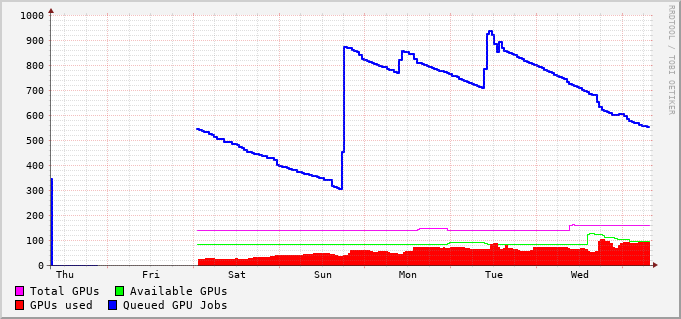 1000
900
800
700
600
500
400
300
200
100
0
Thu Fri Sat Sun Mon Tue Wed
Total GPUs Available GPUs
GPUs used Queued GPU Jobs
RRDTOOL / TOBI OETIKER